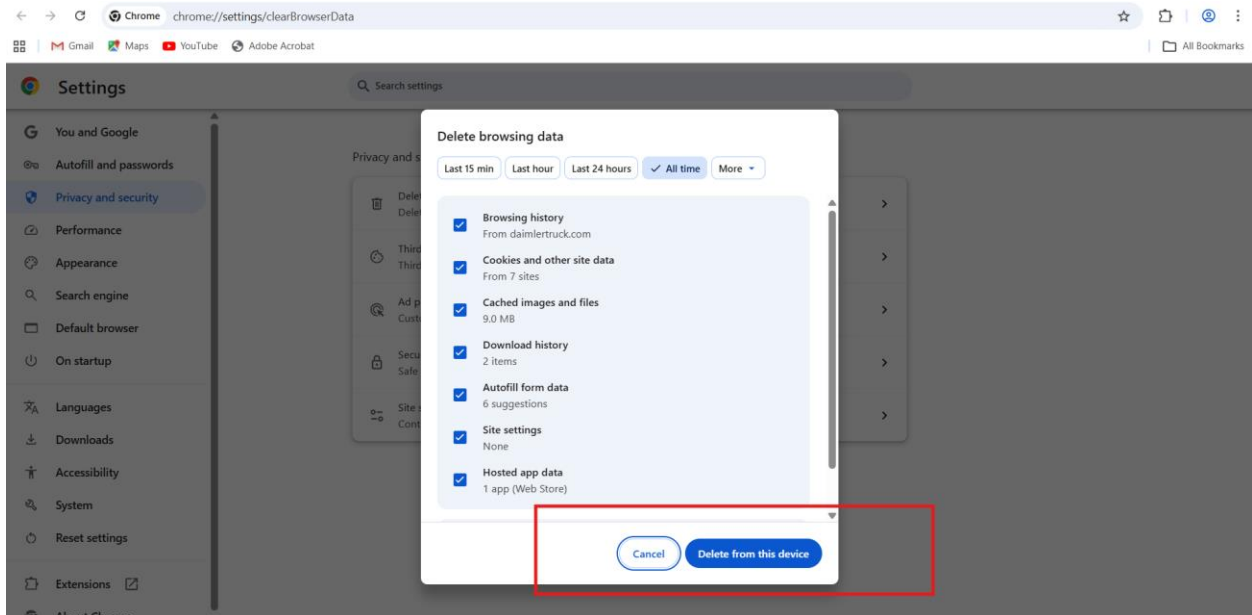 Chrome chrome://settings/clearBrowserData
Gmail Maps YouTube Adobe Acrobat All Bookmarks
Settings
Search settings
You and Google
Autofill and passwords
Privacy and security
Performance
Appearance
Search engine
Default browser
On startup
Languages
Downloads
Accessibility
System
Reset settings
Extensions
Privacy and s
Dele
Dele
Third
Third
Ad p
Cust
Secu
Safe
Site s
Cont
Delete browsing data
Last 15 min Last hour Last 24 hours All time More
Browsing history
From daimlertruck.com
Cookies and other site data
From 7 sites
Cached images and files
9.0 MB
Download history
2 items
Autofill form data
6 suggestions
Site settings
None
Hosted app data
1 app (Web Store)
Cancel Delete from this device